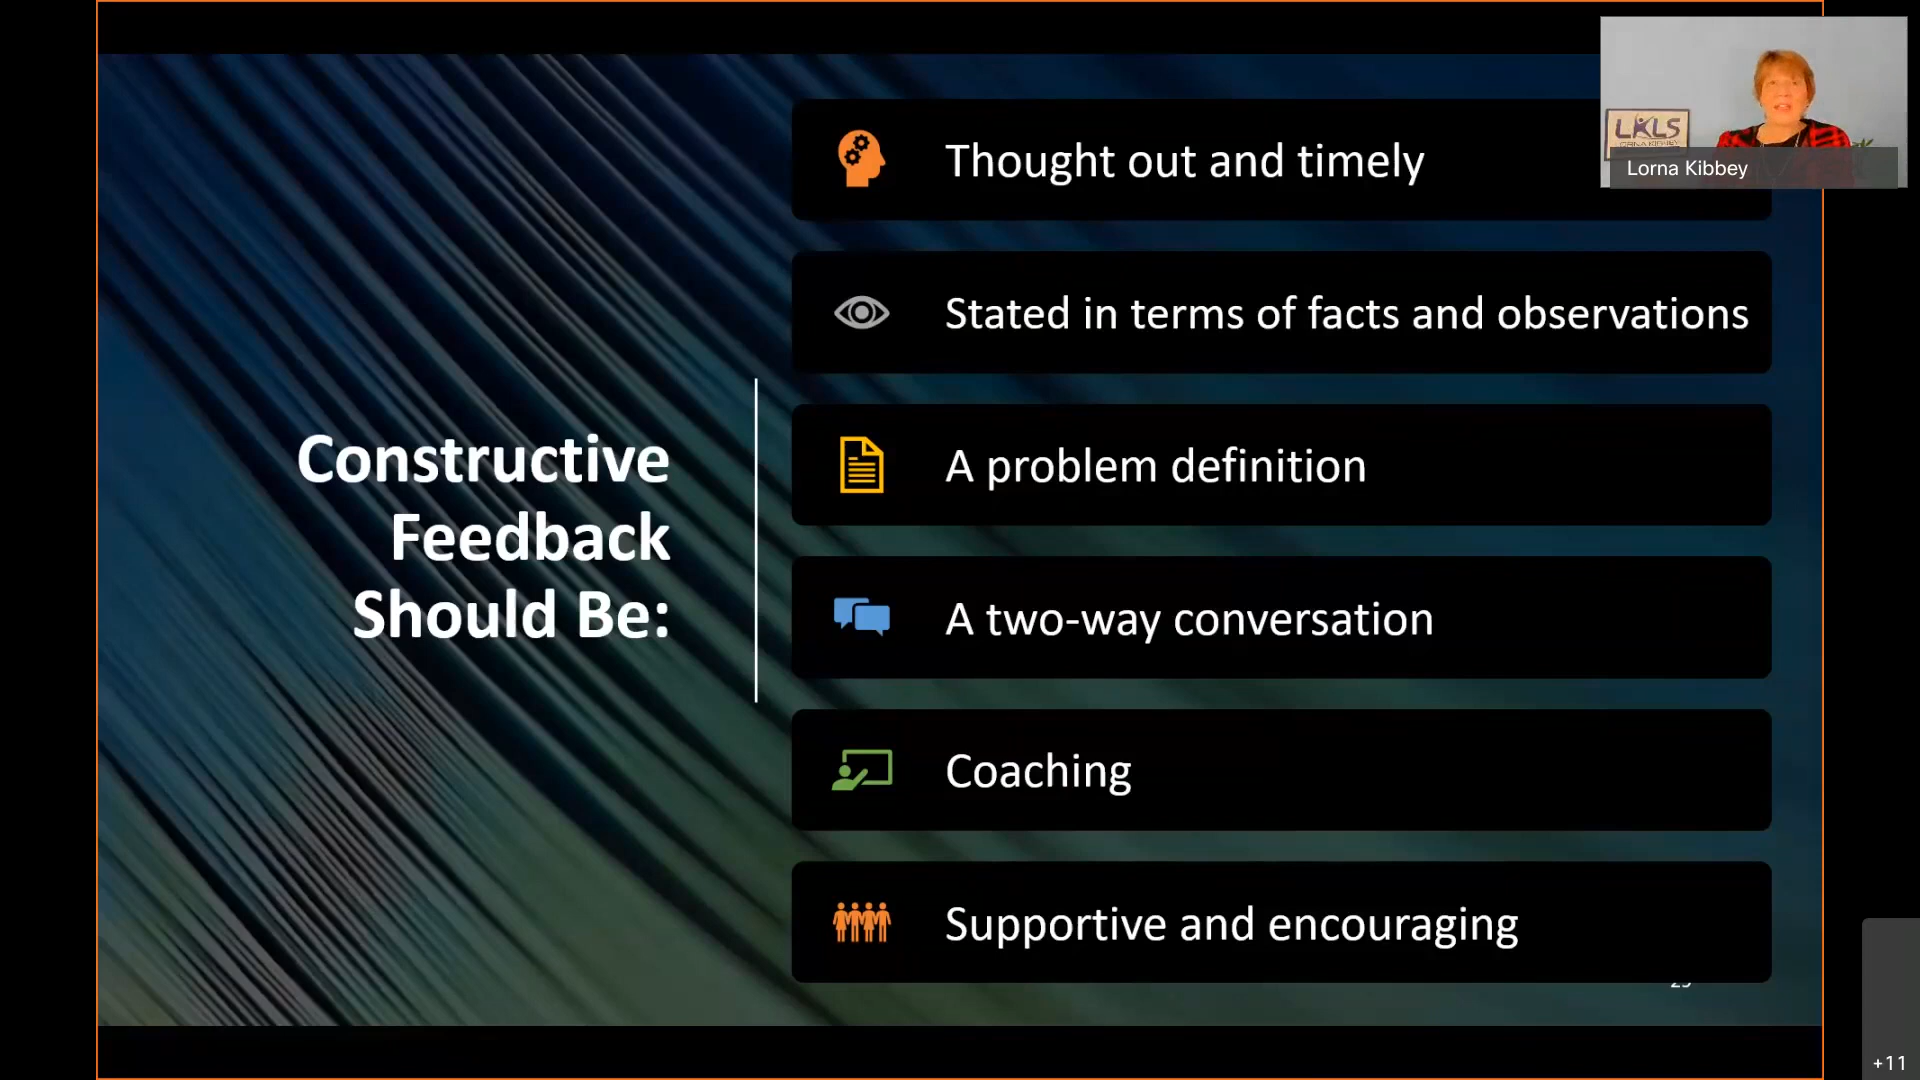 Constructive
Feedback
Should Be:
Thought out and timely
Stated in terms of facts and observations
A problem definition
A two-way conversation
Coaching
Supportive and encouraging
LKLS
Lorna Kibbey
+11